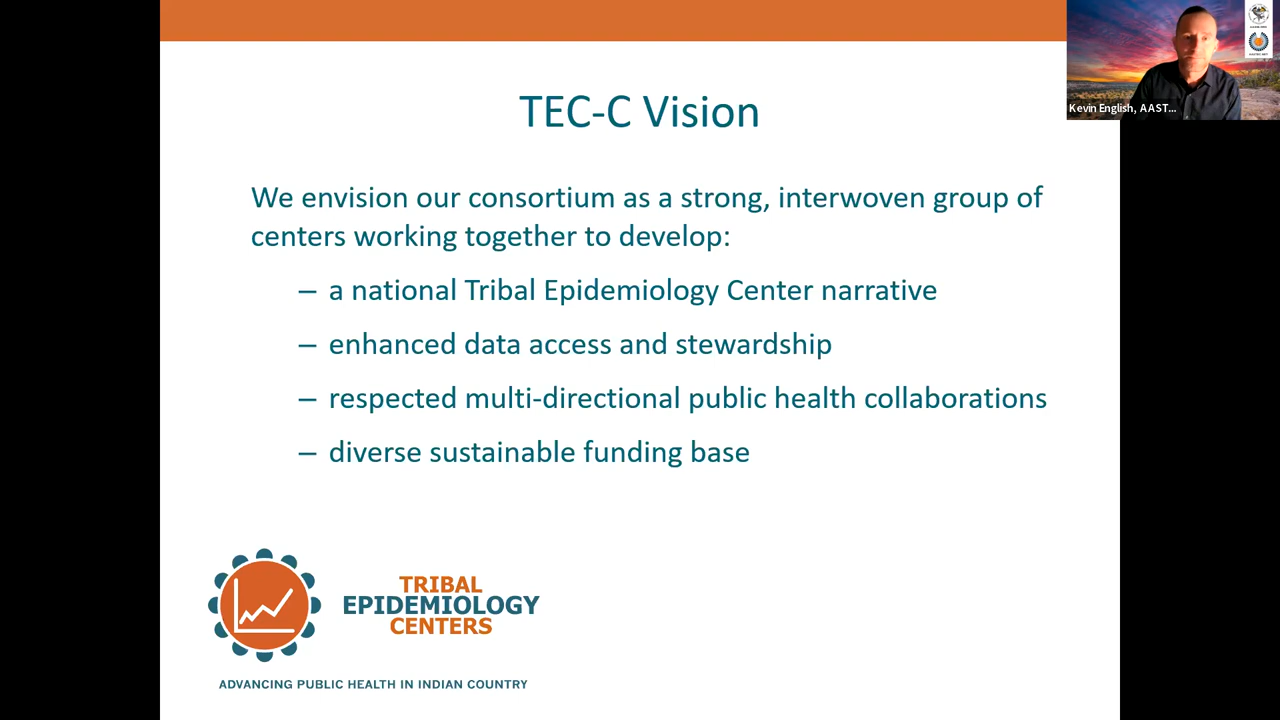 TEC-C Vision
We envision our consortium as a strong, interwoven group of
centers working together to develop:
– a national Tribal Epidemiology Center narrative
– enhanced data access and stewardship
– respected multi-directional public health collaborations
– diverse sustainable funding base
TRIBAL
EPIDEMIOLOGY
CENTERS
ADVANCING PUBLIC HEALTH IN INDIAN COUNTRY
Kevin English, AAST...